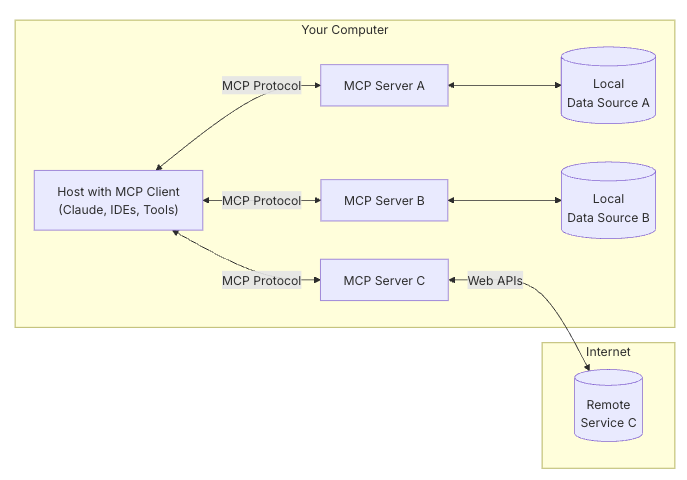 Your Computer
MCP Protocol
MCP Server A
Local
Data Source A
Host with MCP Client
(Claude, IDEs, Tools)
MCP Protocol
MCP Server B
Local
Data Source B
MCP Protocol
MCP Server C
Web APIs
Internet
Remote
Service C